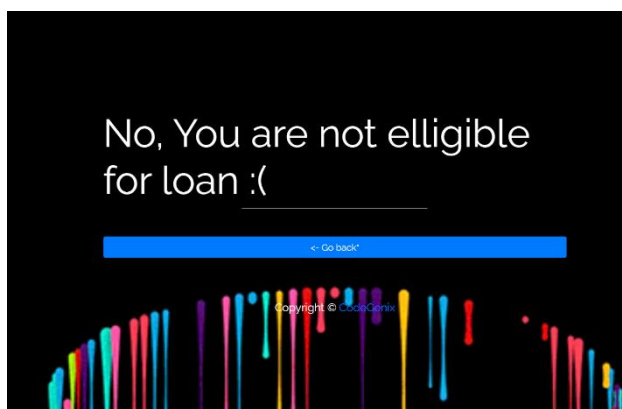 No, You are not elligible
for loan :(
<- Go back"
Copyright © CodeGenix